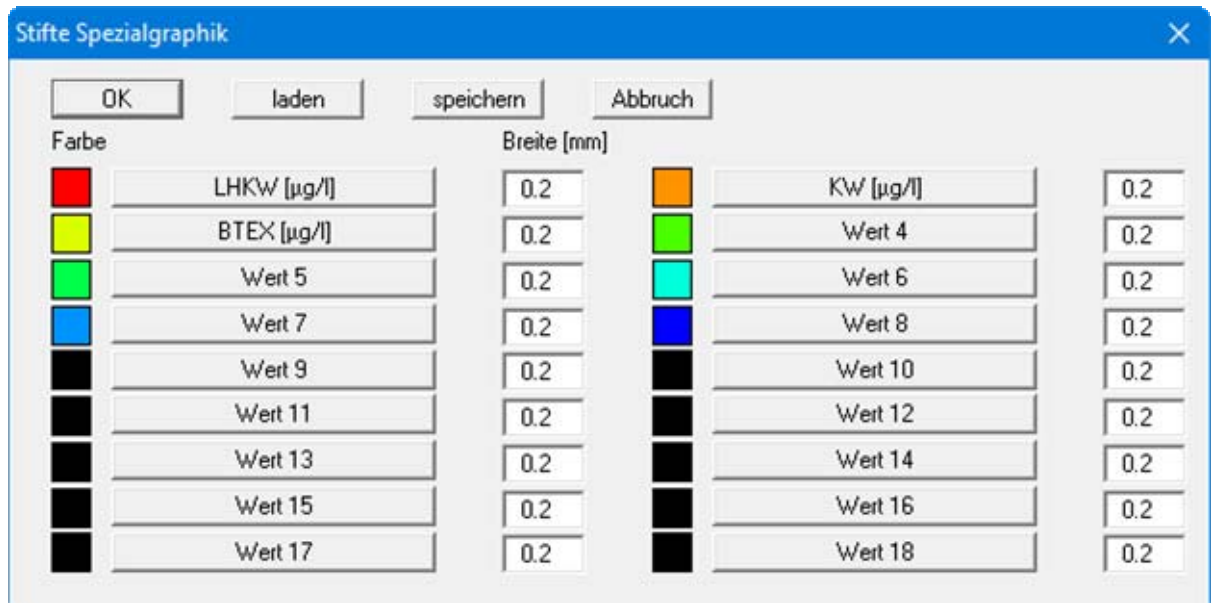 Stifte Spezialgraphik
OK laden speichern Abbruch
Farbe Breite [mm]
LHKW [µg/l] 0.2 KW [µg/l] 0.2
BTEX [µg/l] 0.2 Wert 4 0.2
Wert 5 0.2 Wert 6 0.2
Wert 7 0.2 Wert 8 0.2
Wert 9 0.2 Wert 10 0.2
Wert 11 0.2 Wert 12 0.2
Wert 13 0.2 Wert 14 0.2
Wert 15 0.2 Wert 16 0.2
Wert 17 0.2 Wert 18 0.2